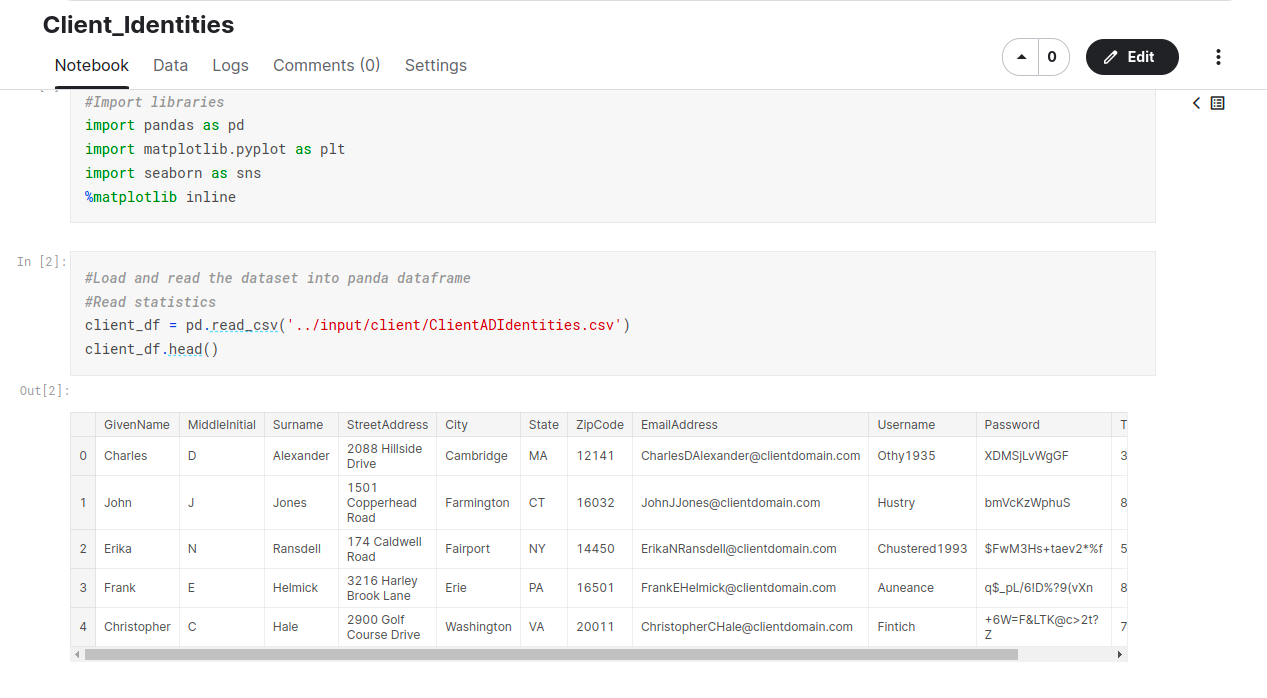 Client_Identities
Notebook Data Logs Comments (0) Settings
0 Edit
#Import libraries
import pandas as pd
import matplotlib.pyplot as plt
import seaborn as sns
%matplotlib inline
In [2]:
#Load and read the dataset into panda dataframe
#Read statistics
client_df = pd.read_csv('../input/client/ClientADIdentities.csv')
client_df.head()
Out[2]:
GivenName MiddleInitial Surname StreetAddress City State ZipCode EmailAddress Username Password T
0 Charles D Alexander 2088 Hillside Drive Cambridge MA 12141 CharlesDAlexander@clientdomain.com Othy1935 XDMSjLvWgGF 3
1 John J Jones 1501 Copperhead Road Farmington CT 16032 JohnJJones@clientdomain.com Hustry bmVcKzWphuS 8
2 Erika N Ransdell 174 Caldwell Road Fairport NY 14450 ErikaNRansdell@clientdomain.com Chustered1993 $FwM3Hs+taev2*%f 5
3 Frank E Helmick 3216 Harley Brook Lane Erie PA 16501 FrankEHelmick@clientdomain.com Auneance q$_pL/6!D%?9(vXn 8
4 Christopher C Hale 2900 Golf Course Drive Washington VA 20011 ChristopherCHale@clientdomain.com Fintich +6W=F&LTK@c>2t?Z 7